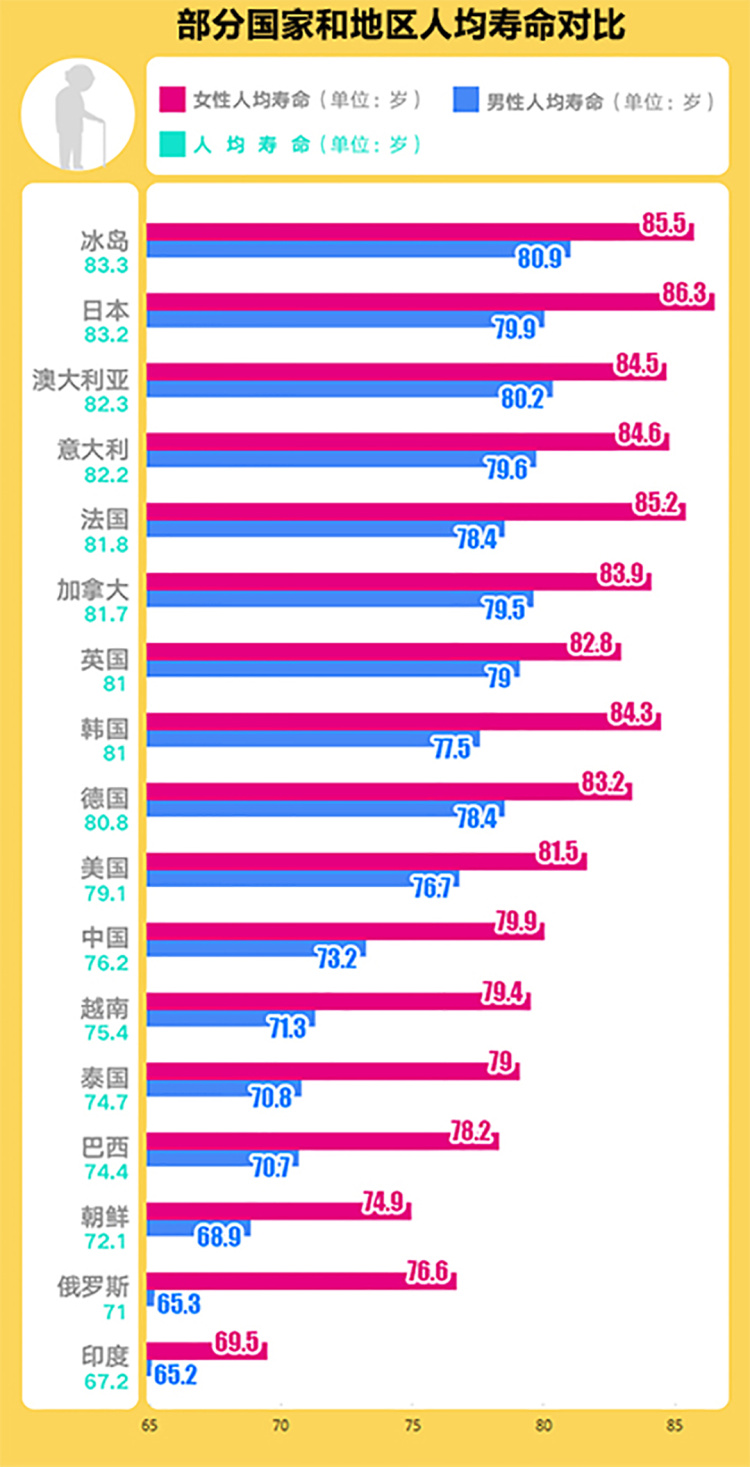 部分国家和地区人均寿命对比
女性人均寿命（单位：岁） 男性人均寿命（单位：岁）
人均寿命（单位：岁）
85.5
冰岛
83.3
80.9
86.3
日本
83.2
79.9
84.5
澳大利亚
82.3
80.2
84.6
意大利
82.2
79.6
85.2
法国
81.8
78.4
83.9
加拿大
81.7
79.5
82.8
英国
81
79
84.3
韩国
81
77.5
83.2
德国
80.8
78.4
81.5
美国
79.1
76.7
79.9
中国
76.2
73.2
79.4
越南
75.4
71.3
79
泰国
74.7
70.8
78.2
巴西
74.4
70.7
74.9
朝鲜
72.1
68.9
76.6
俄罗斯
71
65.3
69.5
印度
67.2
65.2
65 70 75 80 85